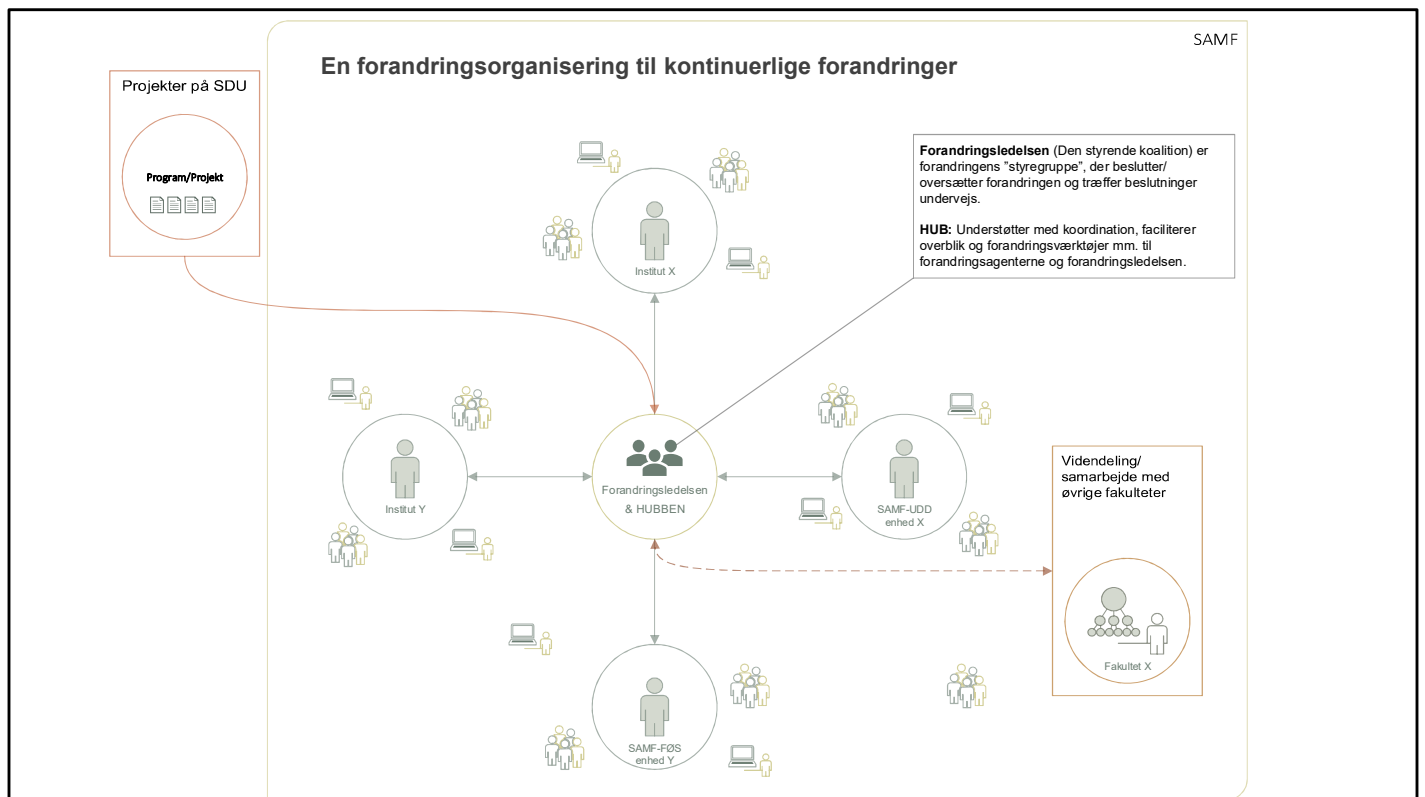 SAMF
En forandringsorganisering til kontinuerlige forandringer
Projekter på SDU
Program/Projekt
Forandringsledelsen (Den styrende koalition) er
forandringens ”styregruppe”, der beslutter/
oversætter forandringen og træffer beslutninger
undervejs.
HUB: Understøtter med koordination, faciliterer
overblik og forandringsværktøjer mm. til
forandringsagenterne og forandringsledelsen.
Institut X
Institut Y
Forandringsledelsen
& HUBBEN
SAMF-UDD
enhed X
Videndeling/
samarbejde med
øvrige fakulteter
Fakultet X
SAMF-FØS
enhed Y